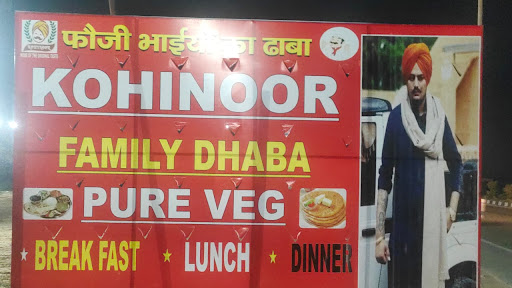 फौजी भाईयों का ढाबा
KOHINOOR
FAMILY DHABA
PURE VEG
BREAK FAST ★ LUNCH ★ DINNER